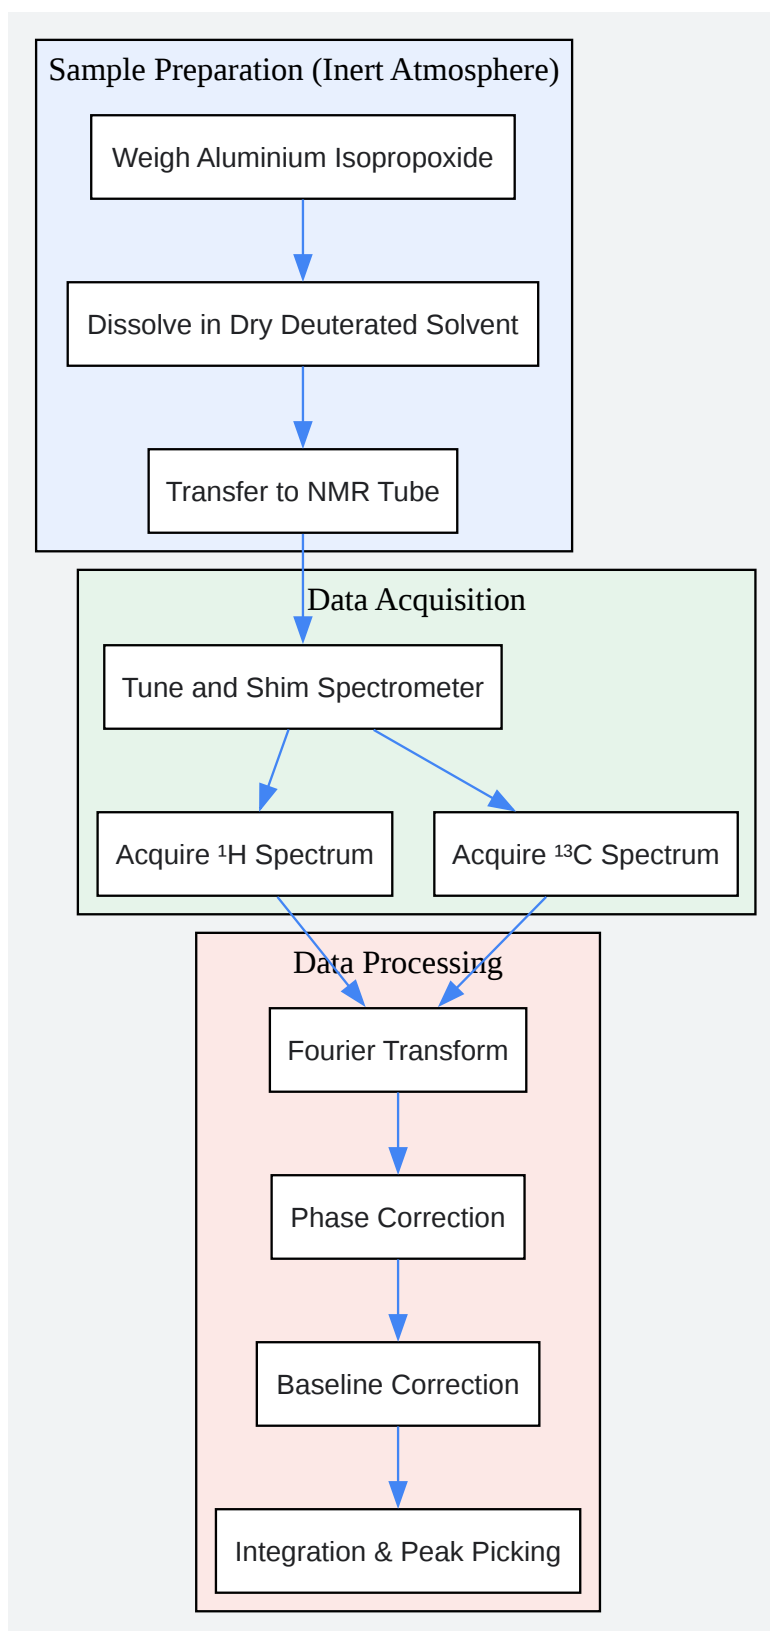 Sample Preparation (Inert Atmosphere)
Weigh Aluminium Isopropoxide
Dissolve in Dry Deuterated Solvent
Transfer to NMR Tube
Data Acquisition
Tune and Shim Spectrometer
Acquire ¹H Spectrum
Acquire ¹³C Spectrum
Data Processing
Fourier Transform
Phase Correction
Baseline Correction
Integration & Peak Picking